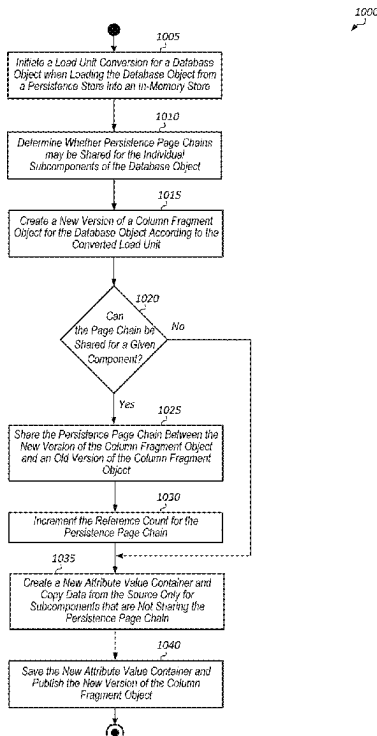 1000
1005
Initiate a Load Unit Conversion for a Database
Object when Loading the Database Object from
a Persistence Store into an In-Memory Store
1010
Determine Whether Persistence Page Chains
may be Shared for the Individual
Subcomponents of the Database Object
1015
Create a New Version of a Column Fragment
Object for the Database Object According to the
Converted Load Unit
1020
Can
the Page Chain be
Shared for a Given
Component?
No
Yes
1025
Share the Persistence Page Chain Between the
New Version of the Column Fragment Object
and an Old Version of the Column Fragment
Object
1030
Increment the Reference Count for the
Persistence Page Chain
1035
Create a New Attribute Value Container and
Copy Data from the Source Only for
Subcomponents that are Not Sharing the
Persistence Page Chain
1040
Save the New Attribute Value Container and
Publish the New Version of the Column
Fragment Object